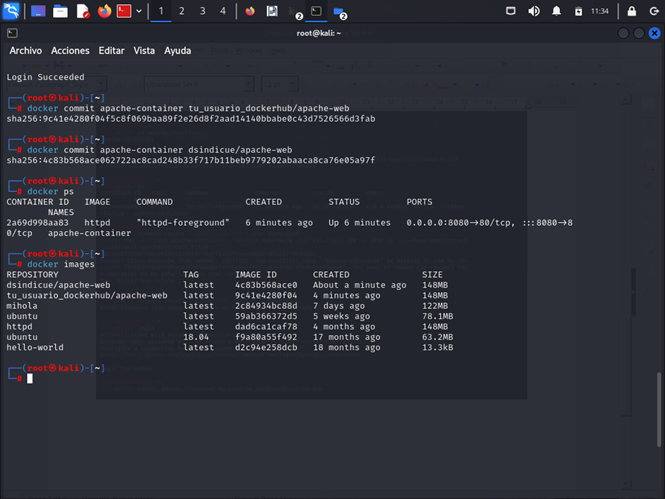 1 2 3 4 2 2 11:34
root@kali: ~
Archivo Acciones Editar Vista Ayuda
Login Succeeded
┌──(root㉿kali)-[~]
└─# docker commit apache-container tu_usuario_dockerhub/apache-web
sha256:9c41e4280f04f5c8f069baa89f2e26d8f2aad14140bbabe0c43d7526566d3fab
┌──(root㉿kali)-[~]
└─# docker commit apache-container dsindicue/apache-web
sha256:4c83b568ace062722ac8cad248b33f717b11beb9779202abaaca8ca76e05a97f
┌──(root㉿kali)-[~]
└─# docker ps
CONTAINER ID IMAGE COMMAND CREATED STATUS PORTS
NAMES
2a69d998aa83 httpd "httpd-foreground" 6 minutes ago Up 6 minutes 0.0.0.0:8080→80/tcp, :::8080→8
0/tcp apache-container
┌──(root㉿kali)-[~]
└─# docker images
REPOSITORY TAG IMAGE ID CREATED SIZE
dsindicue/apache-web latest 4c83b568ace0 About a minute ago 148MB
tu_usuario_dockerhub/apache-web latest 9c41e4280f04 4 minutes ago 148MB
mihola latest 2c84934bc88d 7 days ago 122MB
ubuntu latest 59ab366372d5 5 weeks ago 78.1MB
httpd latest dad6ca1caf78 4 months ago 148MB
ubuntu 18.04 f9a80a55f492 17 months ago 63.2MB
hello-world latest d2c94e258dcb 18 months ago 13.3kB
┌──(root㉿kali)-[~]
└─#